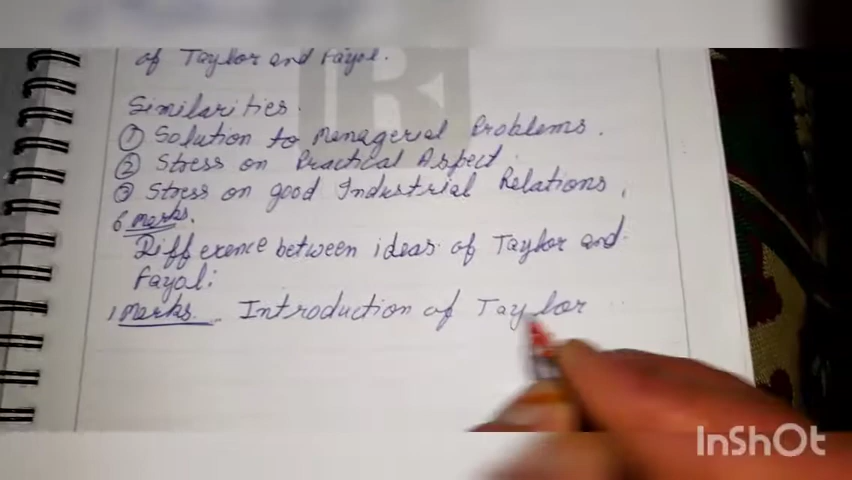 of Taylor and Fayol.
Similarities.
① Solution to Managerial Problems.
② Stress on Practical Aspect.
③ Stress on good Industrial Relations,
6 Marks.
Difference between ideas of Taylor and
Fayol:
1 Marks. Introduction of Taylor
InShOt